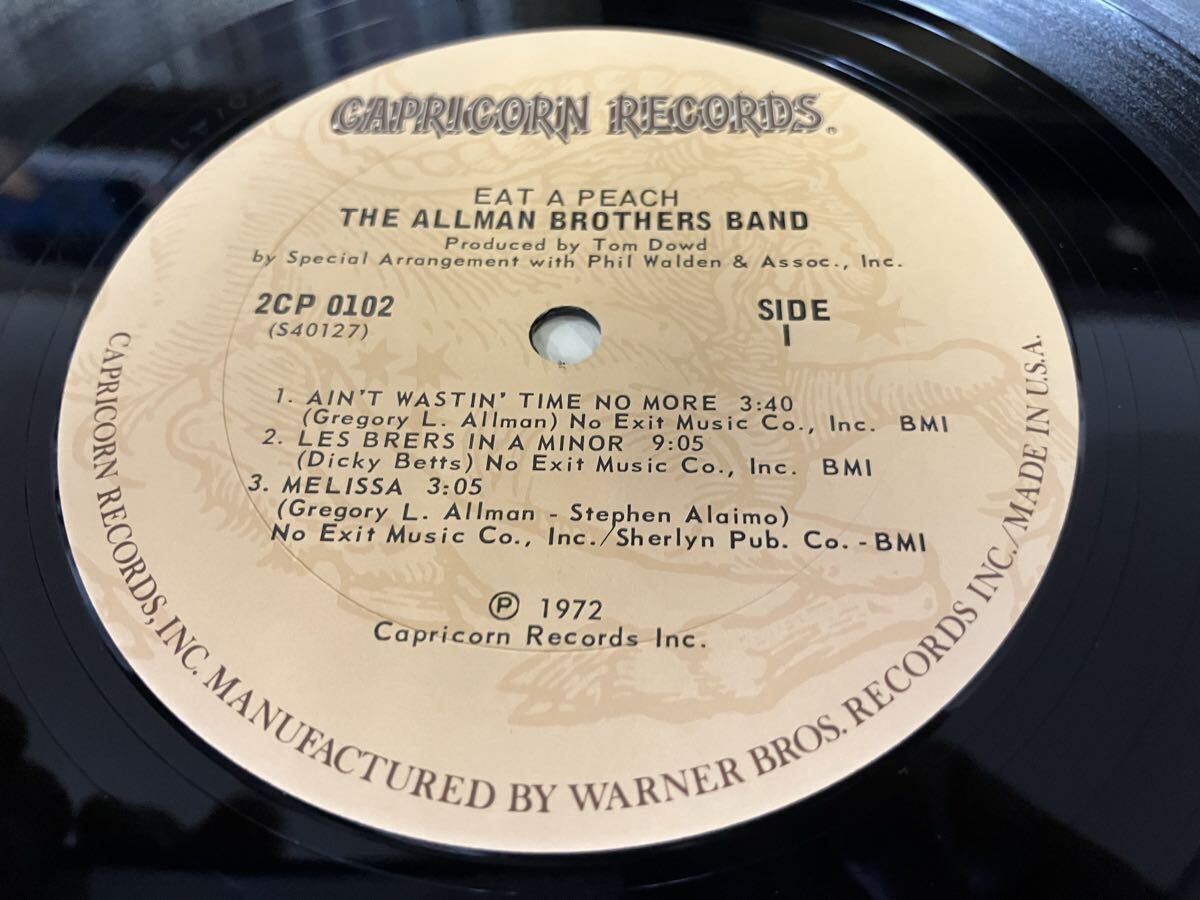 CAPRICORN RECORDS.
EAT A PEACH
THE ALLMAN BROTHERS BAND
Produced by Tom Dowd
by Special Arrangement with Phil Walden & Assoc., Inc.
2CP 0102
(S40127)
SIDE
1
1. AIN'T WASTIN' TIME NO MORE 3:40
(Gregory L. Allman) No Exit Music Co., Inc. BMI
2. LES BRERS IN A MINOR 9:05
(Dicky Betts) No Exit Music Co., Inc. BMI
3. MELISSA 3:05
(Gregory L. Allman - Stephen Alaimo)
No Exit Music Co., Inc./Sherlyn Pub. Co. - BMI
Ⓟ 1972
Capricorn Records Inc.
CAPRICORN RECORDS, INC. MANUFACTURED BY WARNER BROS. RECORDS INC./MADE IN U.S.A.